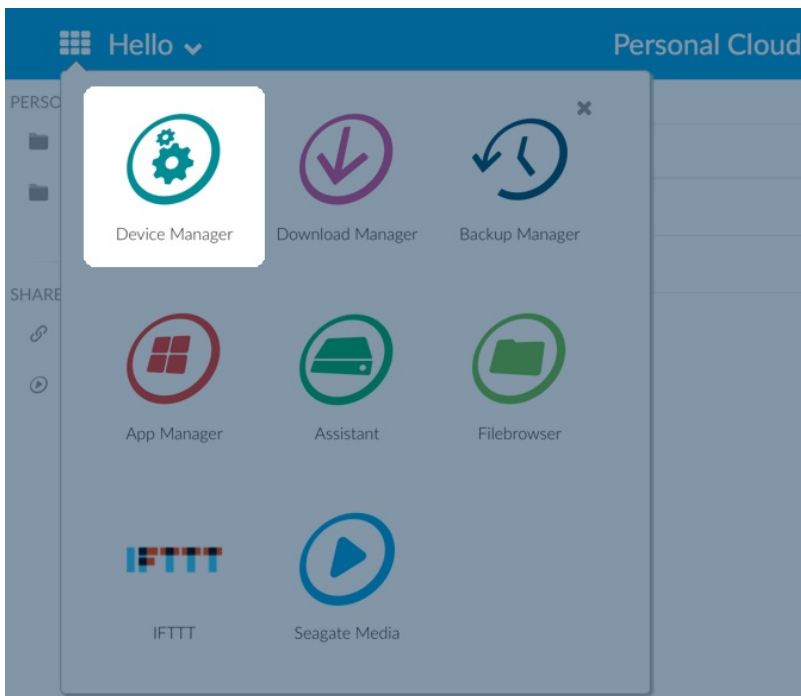 Hello
Personal Cloud
PERSO
Device Manager
Download Manager
Backup Manager
SHARE
App Manager
Assistant
Filebrowser
IFTTT
IFTTT
Seagate Media